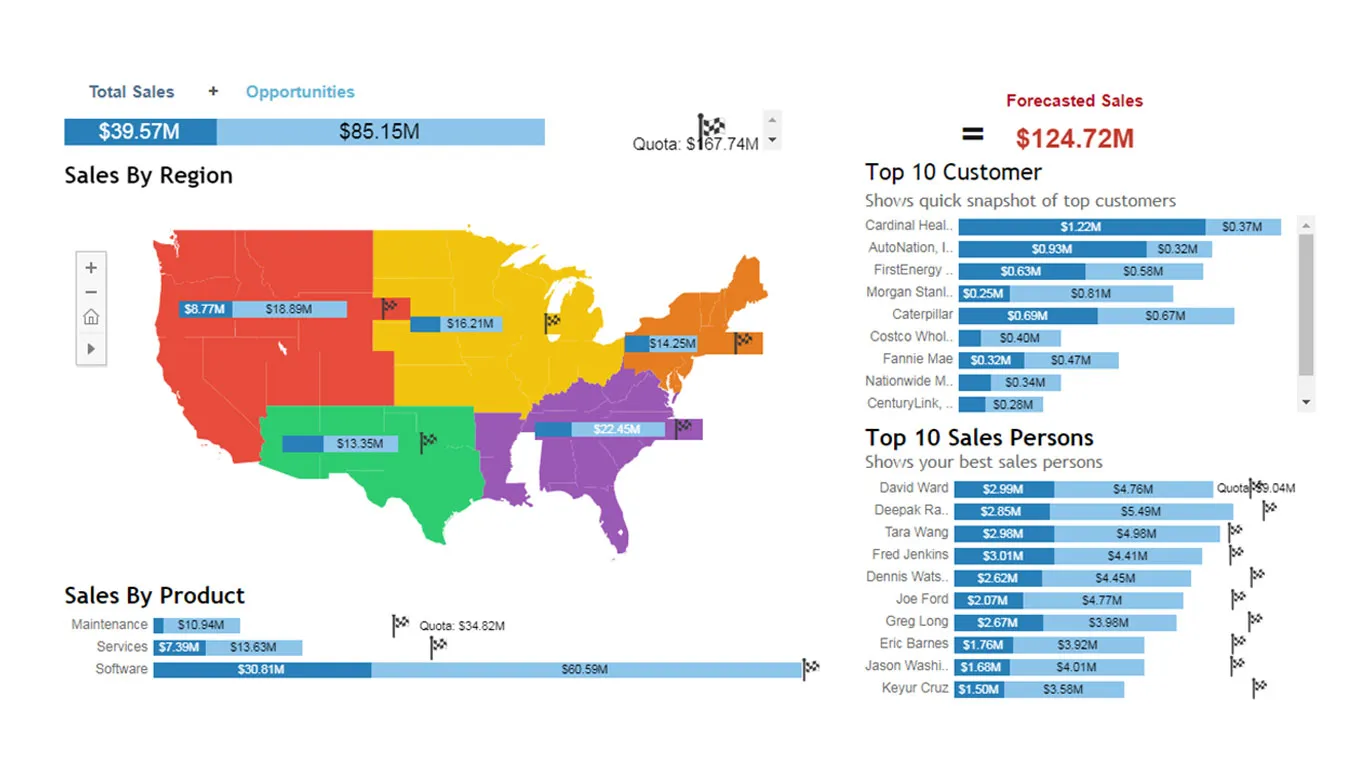 Total Sales + Opportunities
$39.57M $85.15M
Quota: $167.74M
Forecasted Sales
= $124.72M
Sales By Region
$8.77M $18.89M
$16.21M
$14.25M
$22.45M
$13.35M
Sales By Product
Maintenance $10.94M Quota: $34.82M
Services $7.39M $13.63M
Software $30.81M $60.59M
Top 10 Customer
Shows quick snapshot of top customers
Cardinal Heal.. $1.22M $0.37M
AutoNation, I.. $0.93M $0.32M
FirstEnergy .. $0.63M $0.58M
Morgan Stanl.. $0.25M $0.81M
Caterpillar $0.69M $0.67M
Costco Whol.. $0.40M
Fannie Mae $0.32M $0.47M
Nationwide M.. $0.34M
CenturyLink, .. $0.28M
Top 10 Sales Persons
Shows your best sales persons
David Ward $2.99M $4.76M Quota: $9.04M
Deepak Ra.. $2.85M $5.49M
Tara Wang $2.98M $4.98M
Fred Jenkins $3.01M $4.41M
Dennis Wats.. $2.62M $4.45M
Joe Ford $2.07M $4.77M
Greg Long $2.67M $3.98M
Eric Barnes $1.76M $3.92M
Jason Washi.. $1.68M $4.01M
Keyur Cruz $1.50M $3.58M